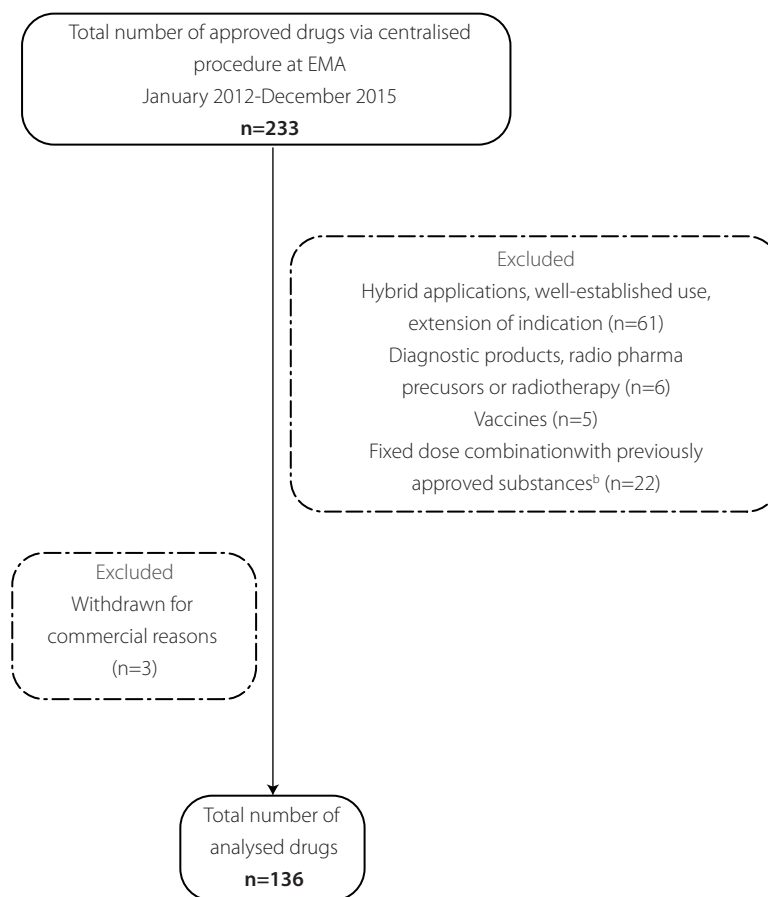 Total number of approved drugs via centralised
procedure at EMA
January 2012-December 2015
n=233
Excluded
Hybrid applications, well-established use,
extension of indication (n=61)
Diagnostic products, radio pharma
precusors or radiotherapy (n=6)
Vaccines (n=5)
Fixed dose combinationwith previously
approved substancesᵇ (n=22)
Excluded
Withdrawn for
commercial reasons
(n=3)
Total number of
analysed drugs
n=136